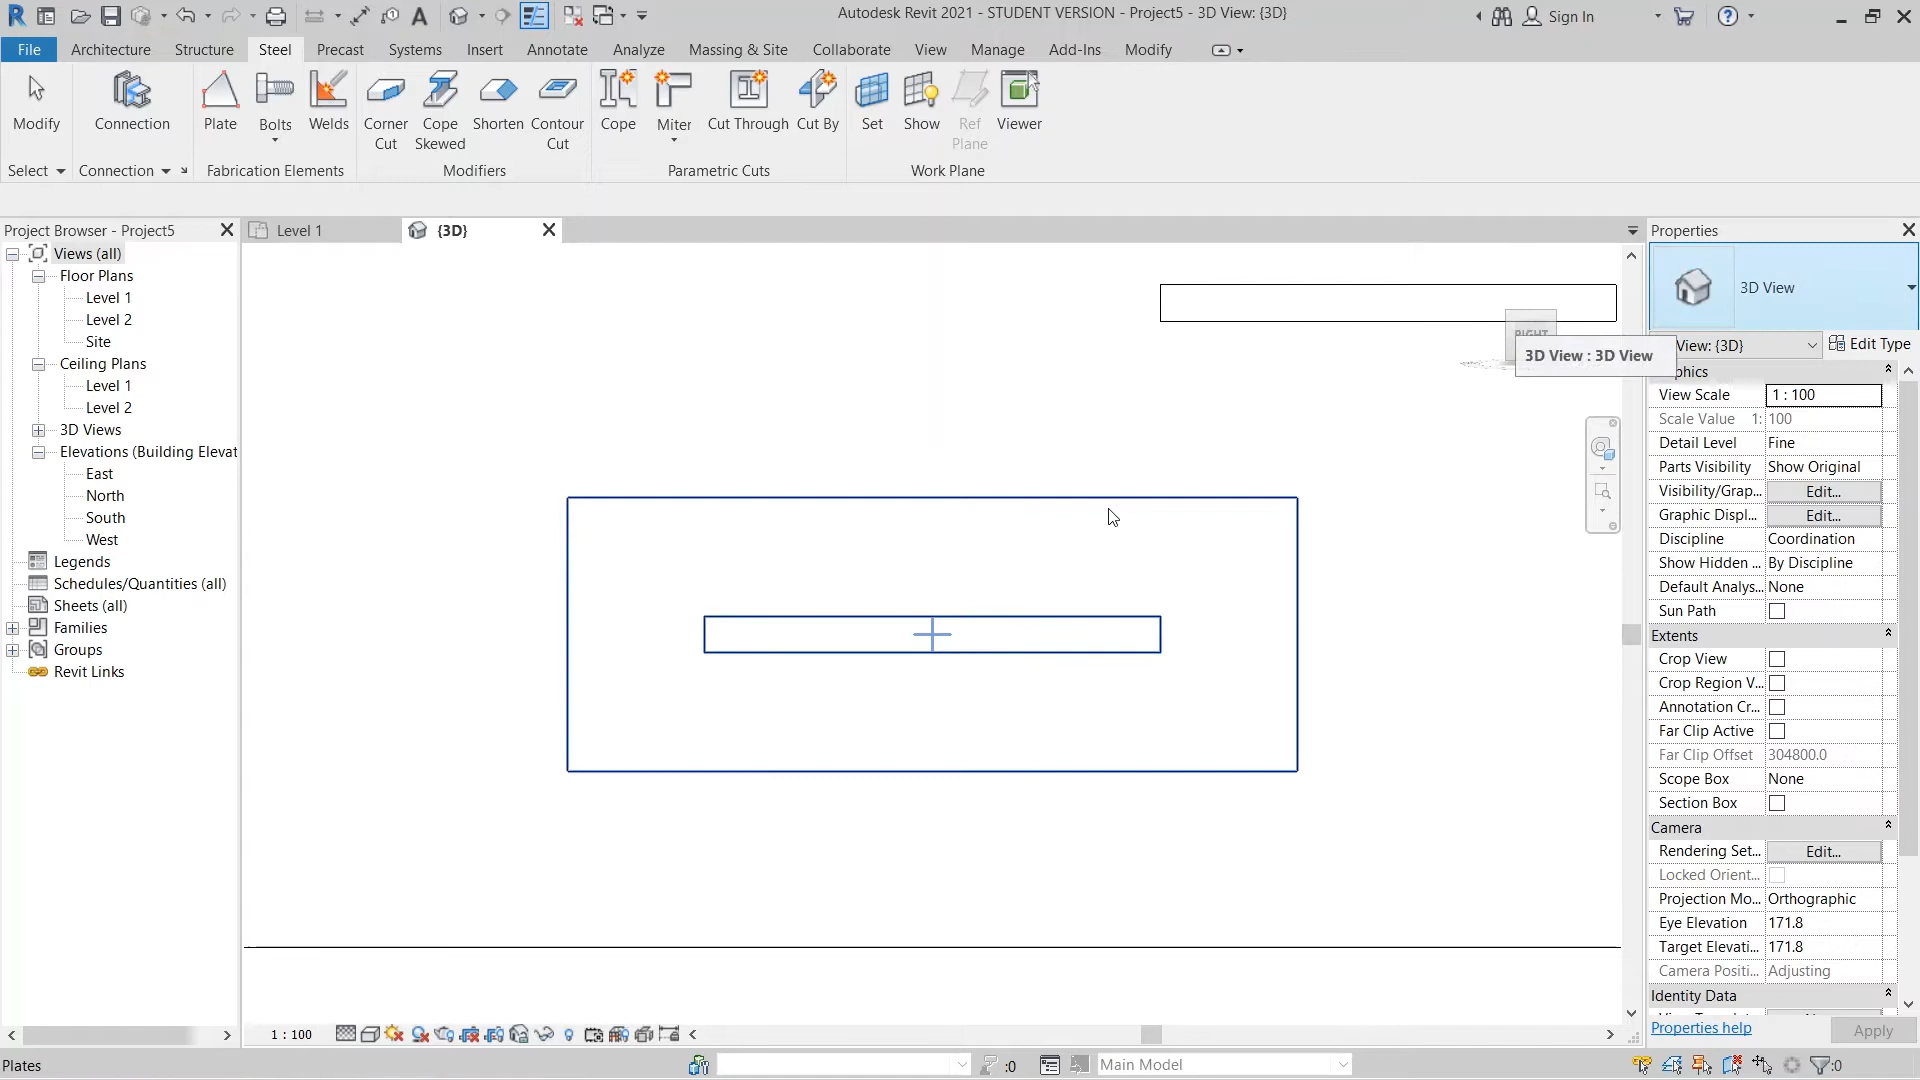 Autodesk Revit 2021 - STUDENT VERSION - Project5 - 3D View: {3D}
Sign In
File
Architecture
Structure
Steel
Precast
Systems
Insert
Annotate
Analyze
Massing & Site
Collaborate
View
Manage
Add-Ins
Modify
Modify
Connection
Plate
Bolts
Welds
Corner Cut
Cope Skewed
Shorten
Contour Cut
Cope
Miter
Cut Through
Cut By
Set
Show
Ref Plane
Viewer
Select
Connection
Fabrication Elements
Modifiers
Parametric Cuts
Work Plane
Project Browser - Project5
Views (all)
Floor Plans
Level 1
Level 2
Site
Ceiling Plans
Level 1
Level 2
3D Views
Elevations (Building Elevat
East
North
South
West
Legends
Schedules/Quantities (all)
Sheets (all)
Families
Groups
Revit Links
Level 1
{3D}
RIGHT
3D View : 3D View
Properties
3D View
View: {3D}
Edit Type
phics
View Scale 1 : 100
Scale Value 1: 100
Detail Level Fine
Parts Visibility Show Original
Visibility/Grap... Edit...
Graphic Displ... Edit...
Discipline Coordination
Show Hidden ... By Discipline
Default Analys... None
Sun Path
Extents
Crop View
Crop Region V...
Annotation Cr...
Far Clip Active
Far Clip Offset 304800.0
Scope Box None
Section Box
Camera
Rendering Set... Edit...
Locked Orient...
Projection Mo... Orthographic
Eye Elevation 171.8
Target Elevati... 171.8
Camera Positi... Adjusting
Identity Data
Properties help
Apply
1 : 100
Plates
:0
Main Model
:0